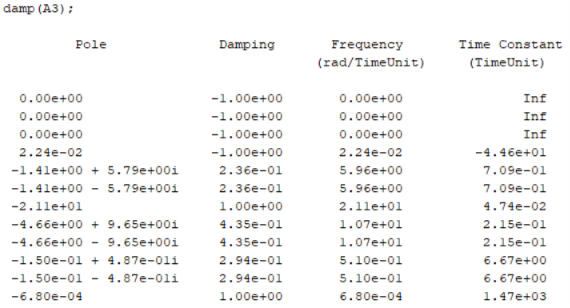 damp(A3);
Pole Damping Frequency Time Constant
(rad/TimeUnit) (TimeUnit)
0.00e+00 -1.00e+00 0.00e+00 Inf
0.00e+00 -1.00e+00 0.00e+00 Inf
0.00e+00 -1.00e+00 0.00e+00 Inf
2.24e-02 -1.00e+00 2.24e-02 -4.46e+01
-1.41e+00 + 5.79e+00i 2.36e-01 5.96e+00 7.09e-01
-1.41e+00 - 5.79e+00i 2.36e-01 5.96e+00 7.09e-01
-2.11e+01 1.00e+00 2.11e+01 4.74e-02
-4.66e+00 + 9.65e+00i 4.35e-01 1.07e+01 2.15e-01
-4.66e+00 - 9.65e+00i 4.35e-01 1.07e+01 2.15e-01
-1.50e-01 + 4.87e-01i 2.94e-01 5.10e-01 6.67e+00
-1.50e-01 - 4.87e-01i 2.94e-01 5.10e-01 6.67e+00
-6.80e-04 1.00e+00 6.80e-04 1.47e+03